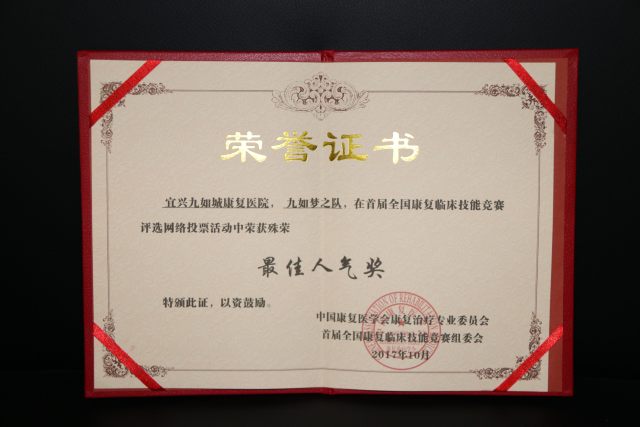 荣誉证书
宜兴九如城康复医院，九如梦之队，在首届全国康复临床技能竞赛
评选网络投票活动中荣获殊荣
最佳人气奖
特颁此证，以资鼓励。
中国康复医学会康复治疗专业委员会
首届全国康复临床技能竞赛组委会
2017年10月